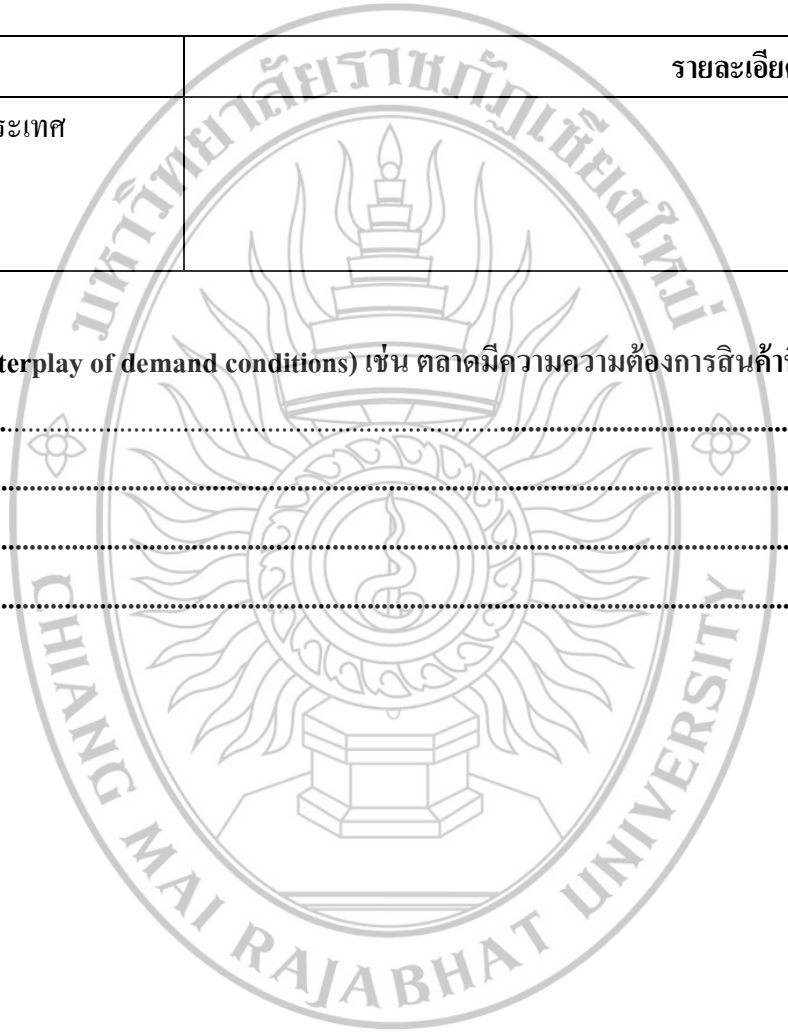 รายละเอียด
ระเทศ
terplay of demand conditions) เช่น ตลาดมีความความต้องการสินค้าที
มหาวิทยาลัยราชภัฏเชียงใหม่
CHIANG MAI RAJABHAT UNIVERSITY